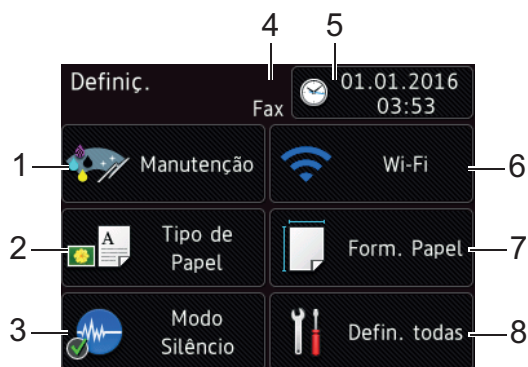 4 5
Definiç.
01.01.2016
Fax
03:53
1
Manutenção
Wi-Fi
6
2
A
Tipo de
Papel
Form. Papel
7
3
Modo
Silêncio
Defin. todas
8